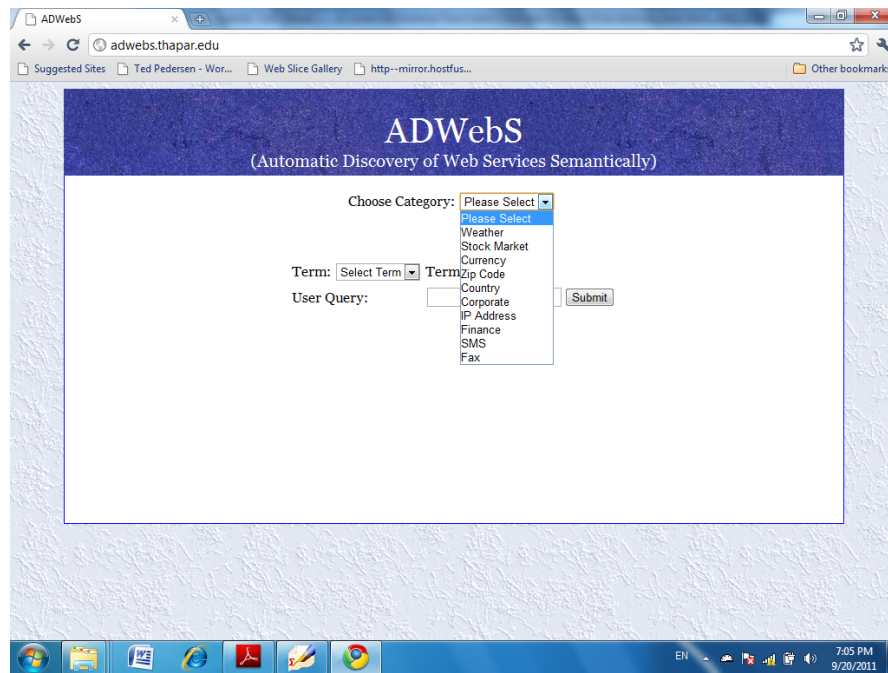 ADWebS
adwebs.thapar.edu
Suggested Sites Ted Pedersen - Wor... Web Slice Gallery http--mirror.hostfus... Other bookmark
ADWebS
(Automatic Discovery of Web Services Semantically)
Choose Category: Please Select
Please Select
Weather
Stock Market
Currency
Zip Code
Country
Corporate
IP Address
Finance
SMS
Fax
Term: Select Term Term
User Query: Submit
EN 7:05 PM
9/20/2011